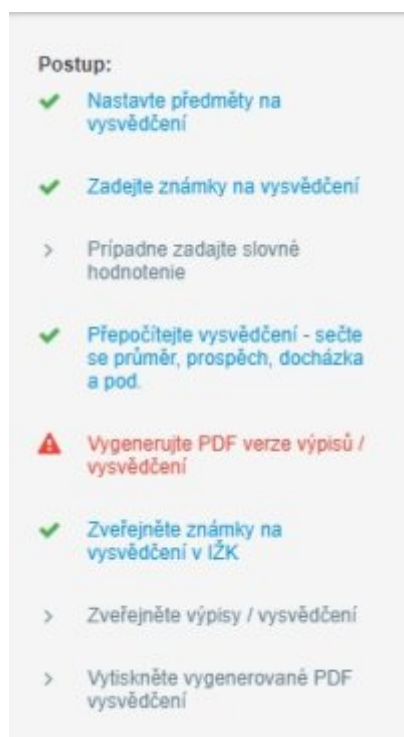 Postup:
Nastavte předměty na
vysvědčení
Zadejte známky na vysvědčení
Prípadne zadajte slovné
hodnotenie
Přepočítejte vysvědčení - sečte
se průměr, prospěch, docházka
a pod.
Vygenerujte PDF verze výpisů /
vysvědčení
Zveřejněte známky na
vysvědčení v IŽK
Zveřejněte výpisy / vysvědčení
Vytiskněte vygenerované PDF
vysvědčení